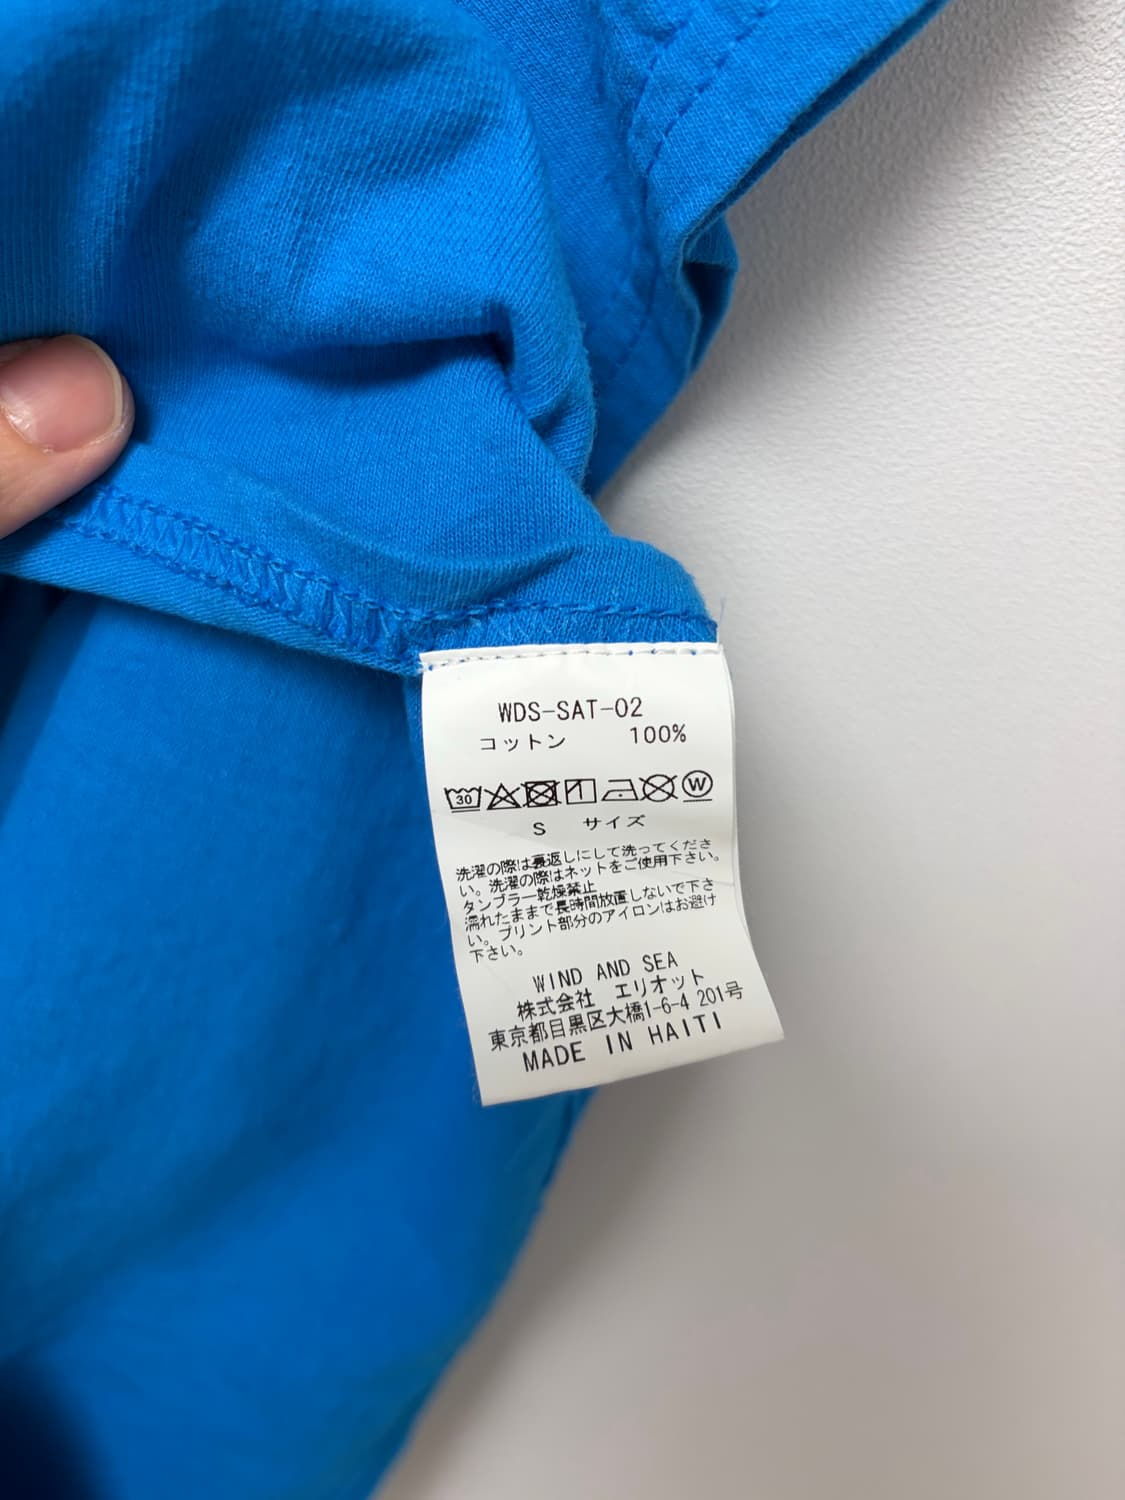 WDS-SAT-02
コットン 100%
30 W
S サイズ
洗濯の際は裏返しにして洗ってくださ
い。洗濯の際はネットをご使用下さい。
タンブラー乾燥禁止
濡れたままで長時間放置しないで下さ
い。プリント部分のアイロンはお避け
下さい。
WIND AND SEA
株式会社 エリオット
東京都目黒区大橋1-6-4 201号
MADE IN HAITI